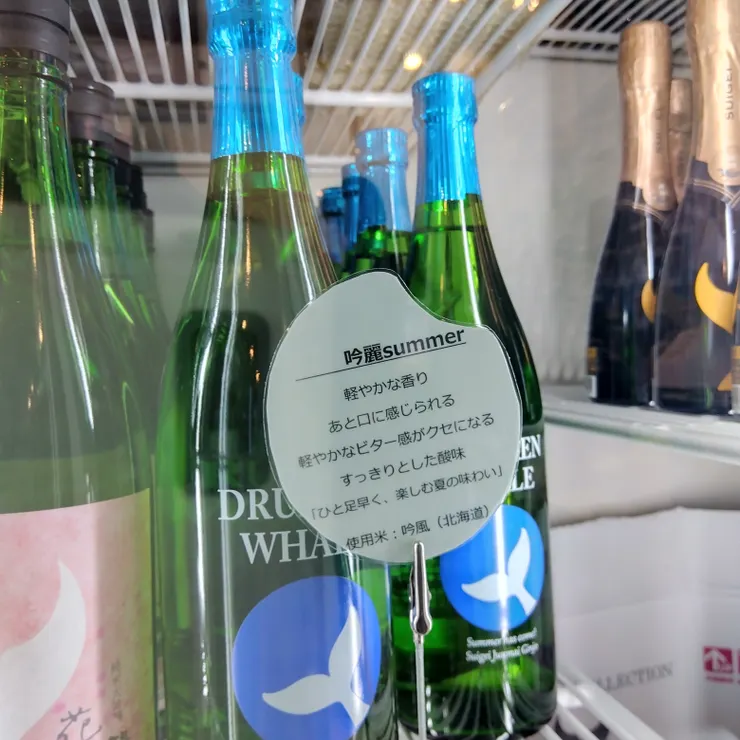 吟麗summer
軽やかな香り
あと口に感じられる
軽やかなビター感がクセになる
すっきりとした酸味
「ひと足早く、楽しむ夏の味わい」
使用米：吟風（北海道）
DRU
WHA
EN
LE
Summer has come!
Suigei Junmai Ginjo
花
SUIGEI
LLECTION